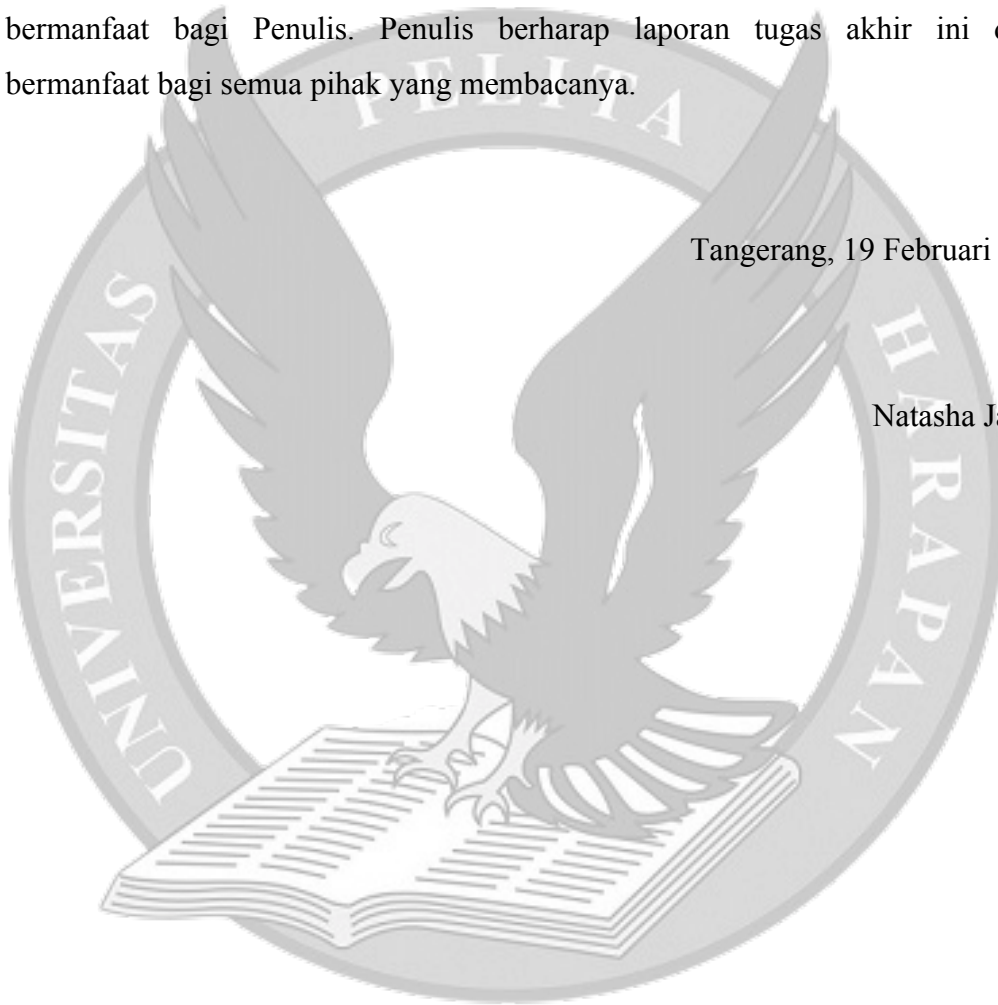 bermanfaat bagi Penulis. Penulis berharap laporan tugas akhir ini
bermanfaat bagi semua pihak yang membacanya.
PELITA
Tangerang, 19 Februari
HARAPAN
Natasha
UNIVERSITAS